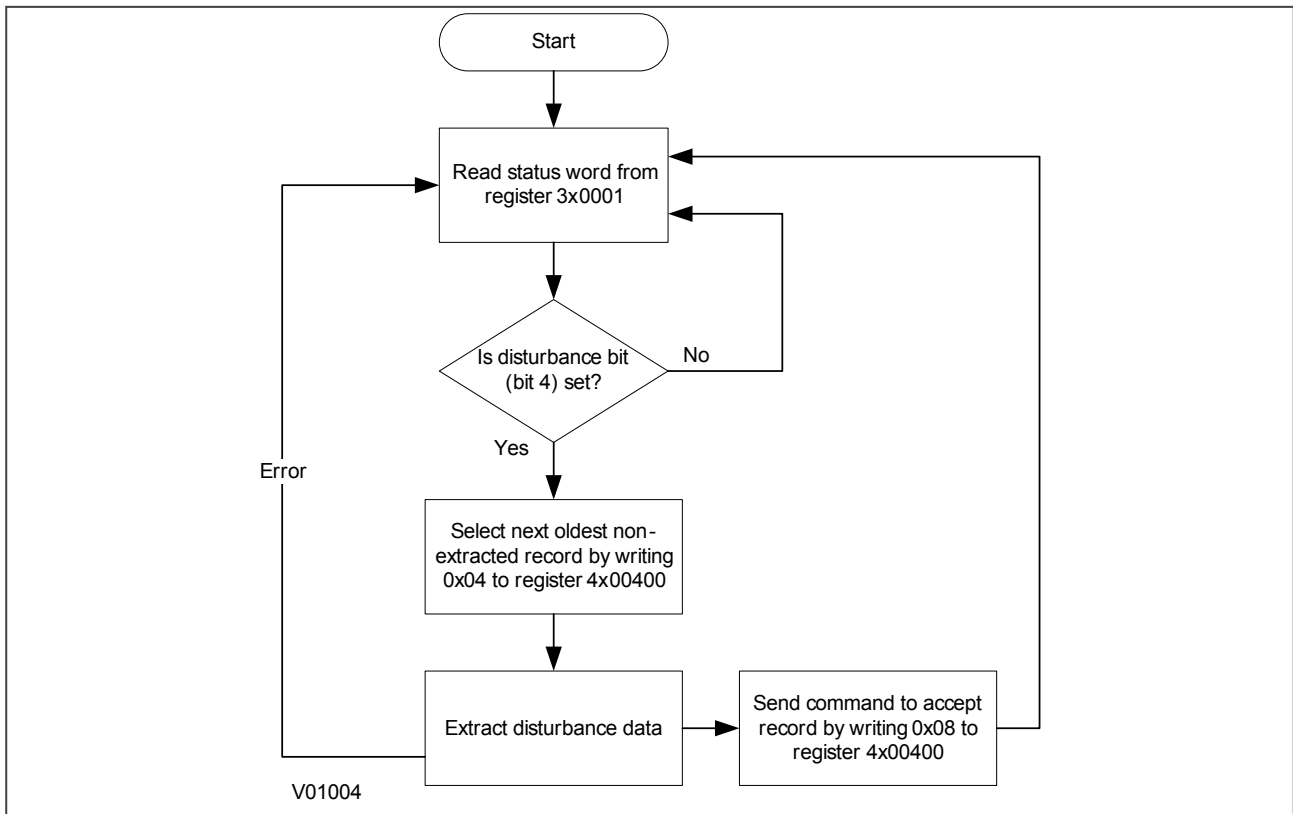 Start
Read status word from
register 3x0001
Is disturbance bit
(bit 4) set?
No
Yes
Error
Select next oldest non-
extracted record by writing
0x04 to register 4x00400
Extract disturbance data
Send command to accept
record by writing 0x08 to
register 4x00400
V01004